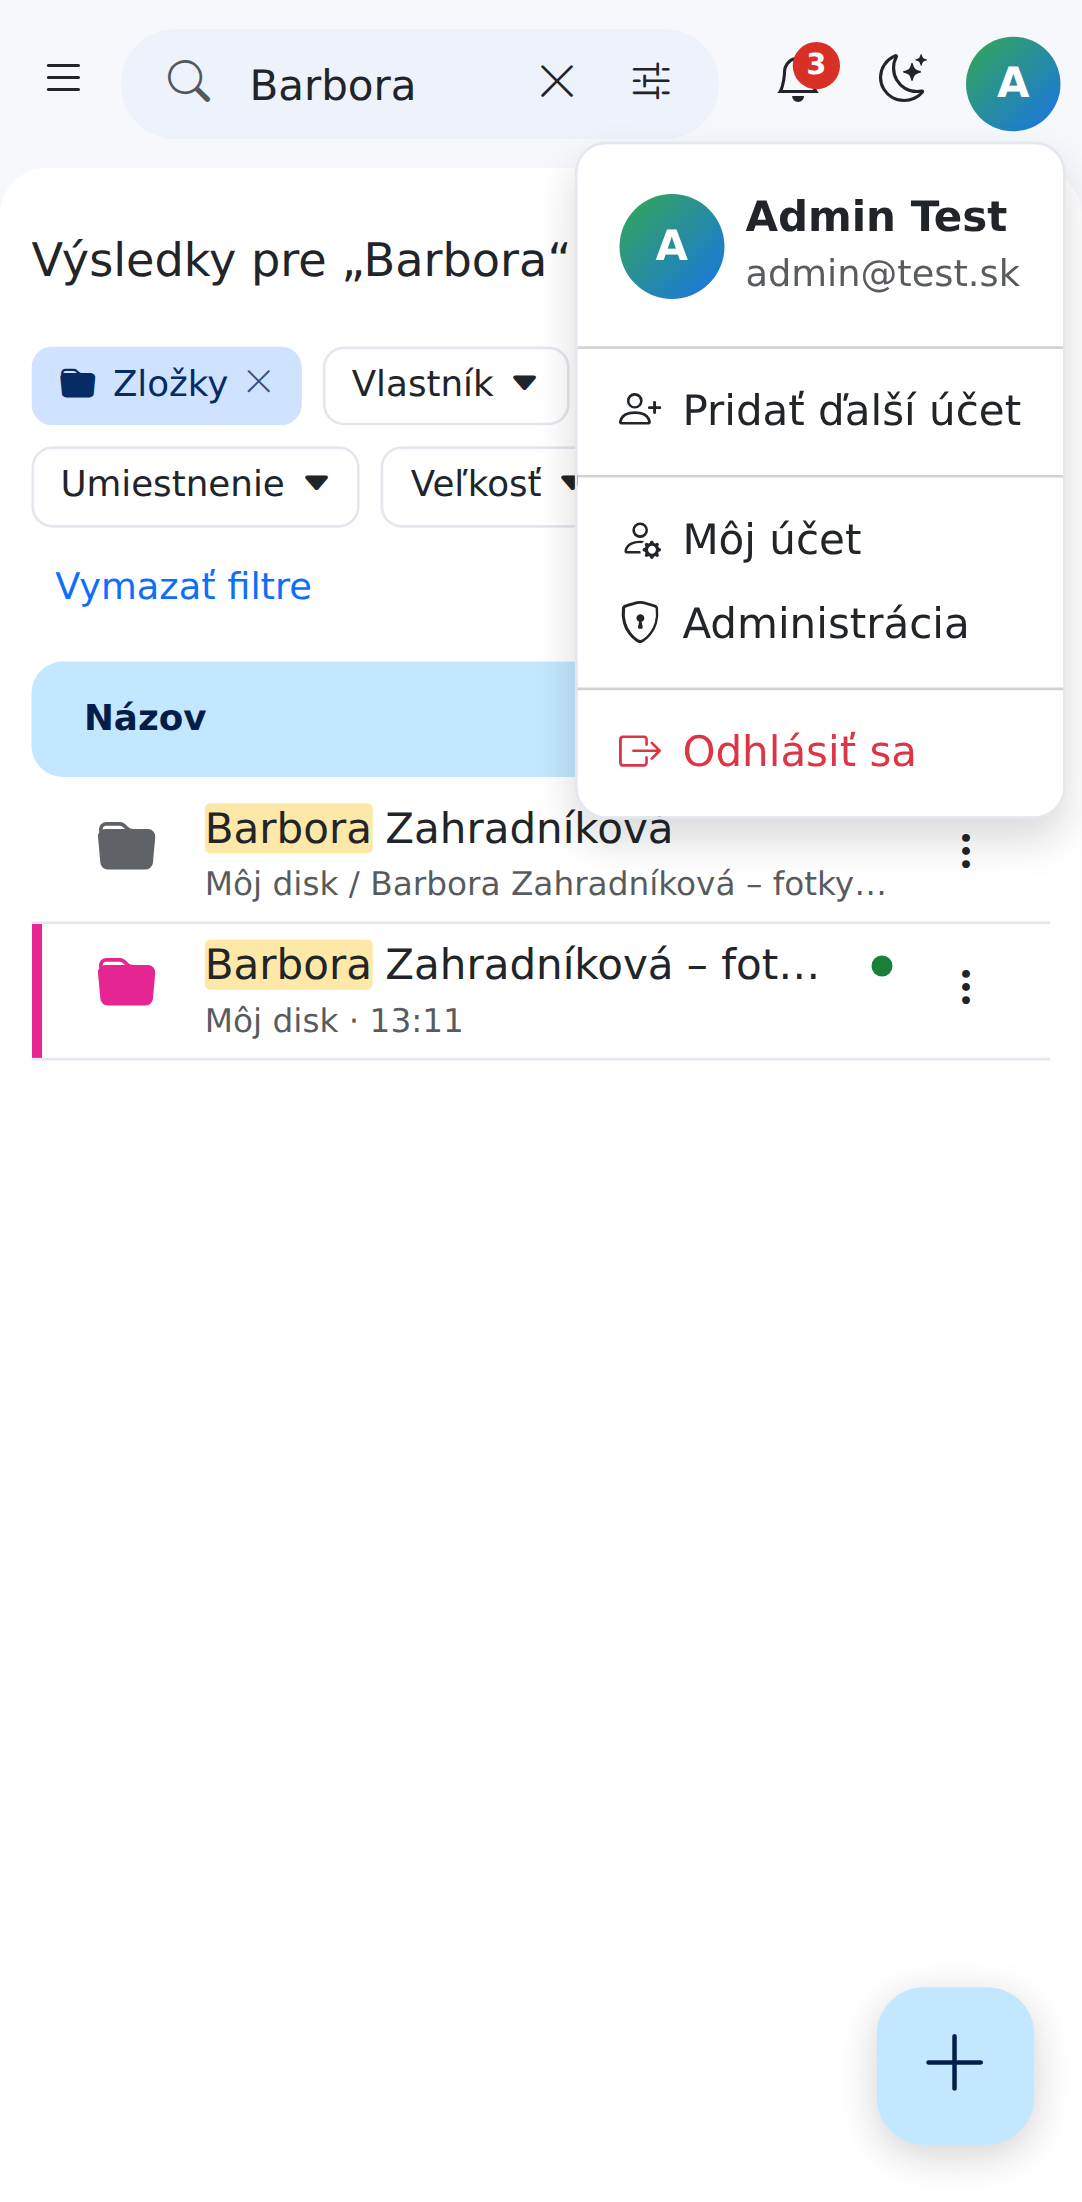 Barbora
3
A
A
Admin Test
admin@test.sk
Výsledky pre „Barbora“
Zložky
Vlastník
Pridať ďalší účet
Umiestnenie
Veľkosť
Môj účet
Vymazať filtre
Administrácia
Názov
Odhlásiť sa
Barbora Zahradníková
Môj disk / Barbora Zahradníková – fotky…
Barbora Zahradníková – fot…
Môj disk · 13:11